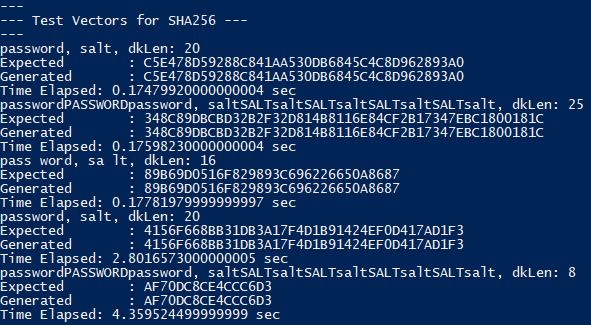 ---
--- Test Vectors for SHA256 ---
---
password, salt, dkLen: 20
Expected       : C5E478D59288C841AA530DB6845C4C8D962893A0
Generated      : C5E478D59288C841AA530DB6845C4C8D962893A0
Time Elapsed: 0.17479920000000004 sec
passwordPASSWORDpassword, saltSALTsaltSALTsaltSALTsaltSALTsalt, dkLen: 25
Expected       : 348C89DBCBD32B2F32D814B8116E84CF2B17347EBC1800181C
Generated      : 348C89DBCBD32B2F32D814B8116E84CF2B17347EBC1800181C
Time Elapsed: 0.17598230000000004 sec
pass word, sa lt, dkLen: 16
Expected       : 89B69D0516F829893C696226650A8687
Generated      : 89B69D0516F829893C696226650A8687
Time Elapsed: 0.17781979999999997 sec
password, salt, dkLen: 20
Expected       : 4156F668BB31DB3A17F4D1B91424EF0D417AD1F3
Generated      : 4156F668BB31DB3A17F4D1B91424EF0D417AD1F3
Time Elapsed: 2.8016573000000005 sec
passwordPASSWORDpassword, saltSALTsaltSALTsaltSALTsaltSALTsalt, dkLen: 8
Expected       : AF70DC8CE4CCC6D3
Generated      : AF70DC8CE4CCC6D3
Time Elapsed: 4.359524499999999 sec